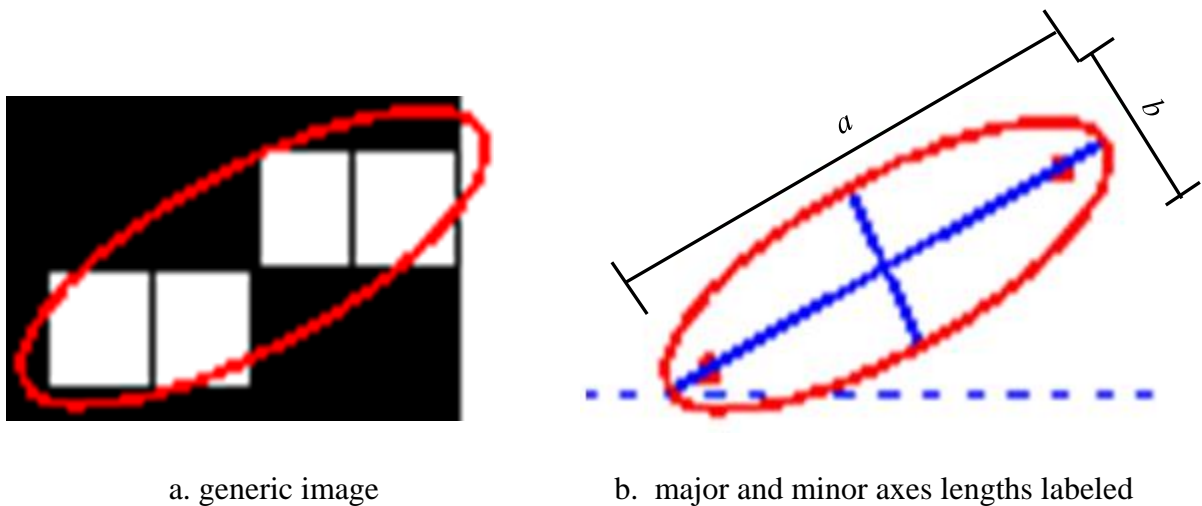 a
b
a. generic image
b. major and minor axes lengths labeled